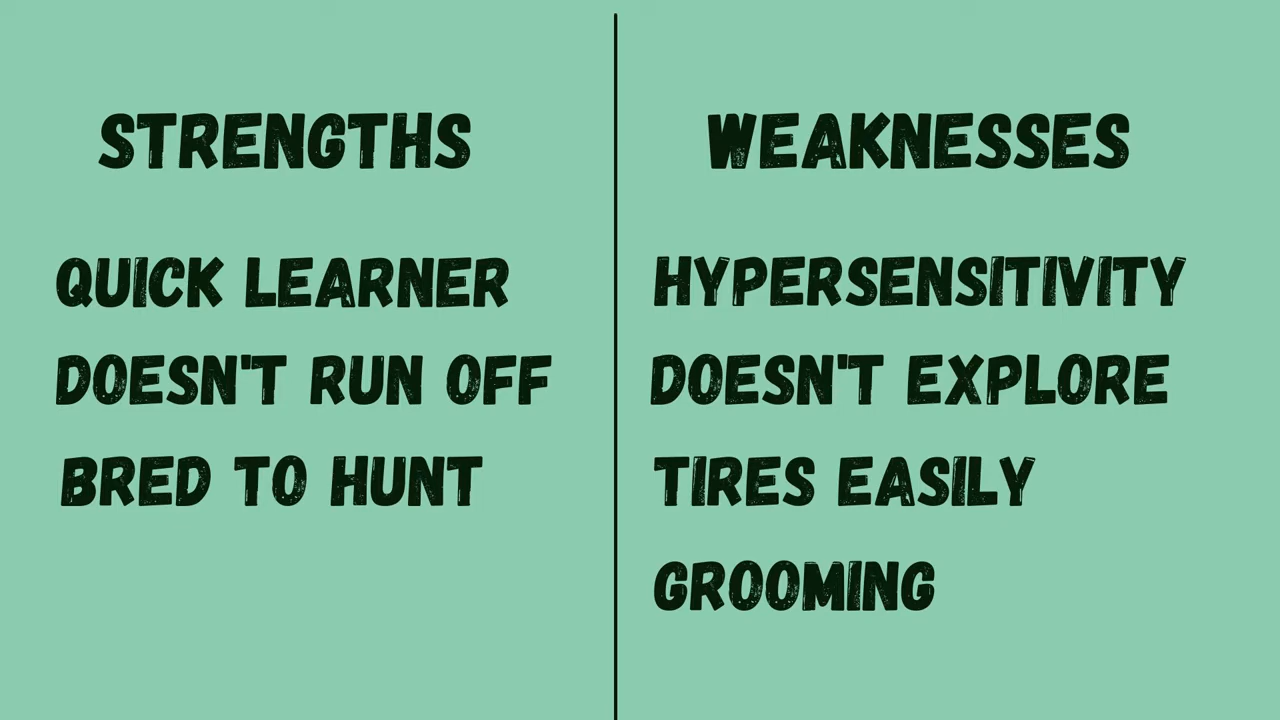 STRENGTHS
QUICK LEARNER
DOESN'T RUN OFF
BRED TO HUNT
WEAKNESSES
HYPERSENSITIVITY
DOESN'T EXPLORE
TIRES EASILY
GROOMING